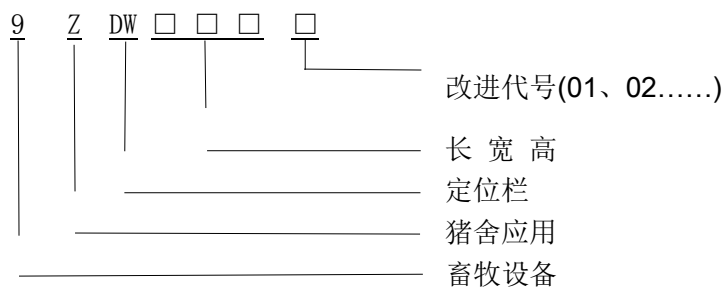 9 Z DW □ □ □ □
改进代号(01、02……)
长 宽 高
定位栏
猪舍应用
畜牧设备